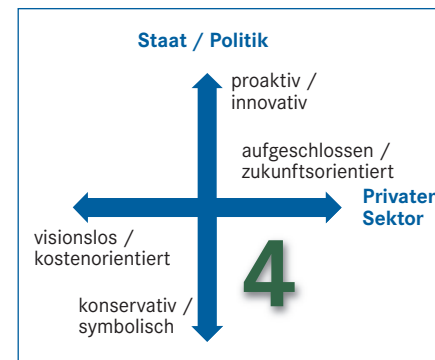 Staat / Politik
proaktiv /
innovativ
aufgeschlossen /
zukunftsorientiert
Privater
Sektor
visionslos /
kostenorientiert
4
konservativ /
symbolisch